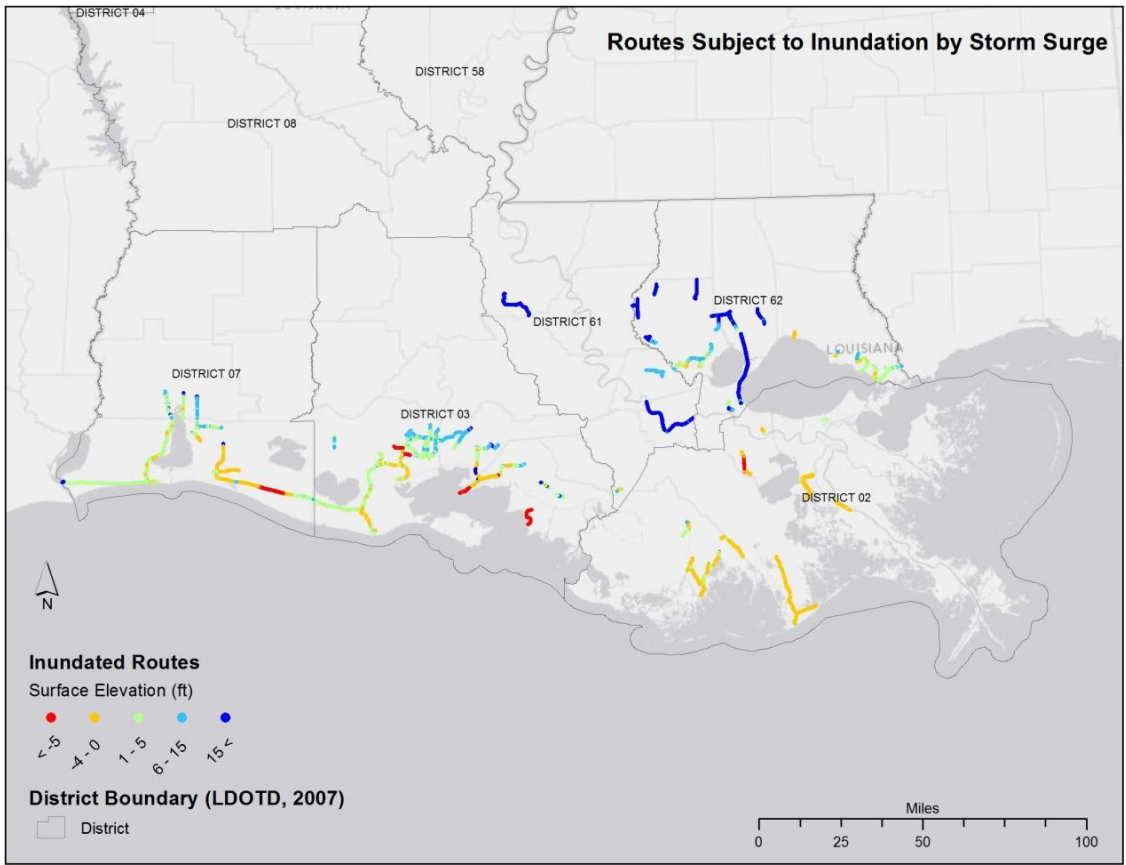 DISTRICT 04
LOUISIANA
Routes Subject to Inundation by Storm Surge
DISTRICT 58
DISTRICT 08
DISTRICT 62
DISTRICT 61
LOUISIANA
DISTRICT 07
DISTRICT 03
DISTRICT 02
N
Inundated Routes
Surface Elevation (ft)
< -5
-4 - 0
1 - 5
6 - 15
15 <
District Boundary (LDOTD, 2007)
District
Miles
0 25 50 100